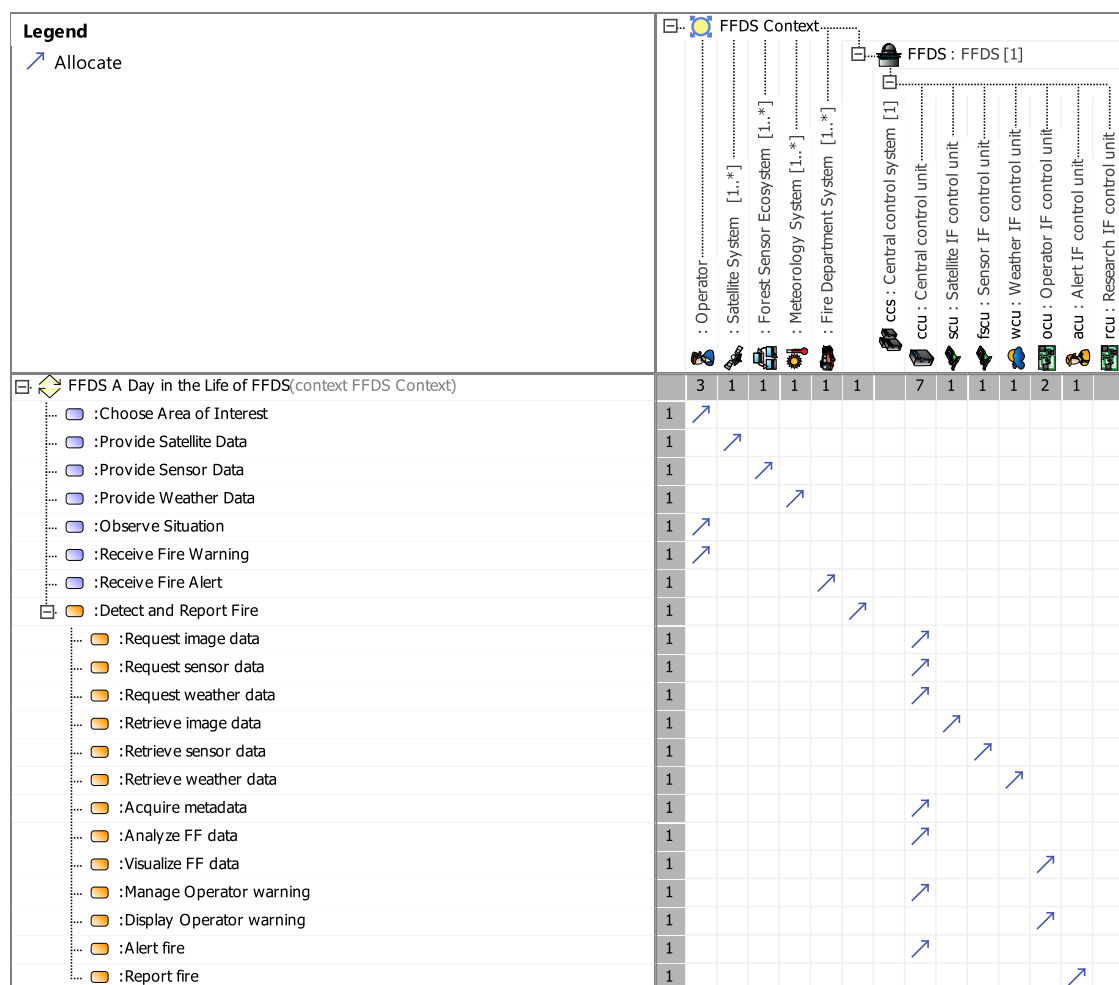 Legend
Allocate
FFDS Context
FFDS : FFDS [1]
: Operator
: Satellite System [1..*]
: Forest Sensor Ecosystem [1..*]
: Meteorology System [1..*]
: Fire Department System [1..*]
ccs : Central control system [1]
ccu : Central control unit
scu : Satellite IF control unit
fscu : Sensor IF control unit
wcu : Weather IF control unit
ocu : Operator IF control unit
acu : Alert IF control unit
rcu : Research IF control unit
FFDS A Day in the Life of FFDS(context FFDS Context) 3 1 1 1 1 1 7 1 1 1 2 1
:Choose Area of Interest 1
:Provide Satellite Data 1
:Provide Sensor Data 1
:Provide Weather Data 1
:Observe Situation 1
:Receive Fire Warning 1
:Receive Fire Alert 1
:Detect and Report Fire 1
:Request image data 1
:Request sensor data 1
:Request weather data 1
:Retrieve image data 1
:Retrieve sensor data 1
:Retrieve weather data 1
:Acquire metadata 1
:Analyze FF data 1
:Visualize FF data 1
:Manage Operator warning 1
:Display Operator warning 1
:Alert fire 1
:Report fire 1